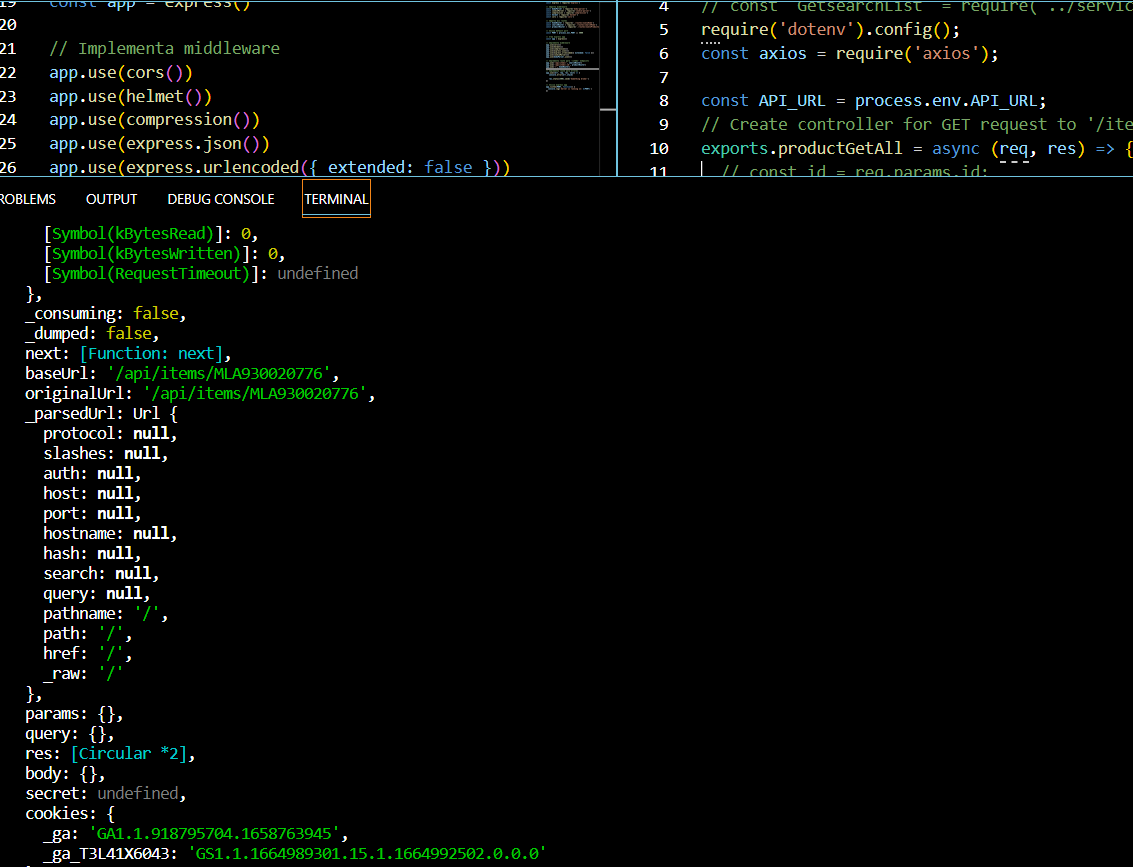 19 const app = express()
20
21 // Implementa middleware
22 app.use(cors())
23 app.use(helmet())
24 app.use(compression())
25 app.use(express.json())
26 app.use(express.urlencoded({ extended: false }))
4 // const GetsearchList = require( ../servic
5 require('dotenv').config();
6 const axios = require('axios');
7
8 const API_URL = process.env.API_URL;
9 // Create controller for GET request to '/ite
10 exports.productGetAll = async (req, res) => {
11 // const id = req.params.id;
ROBLEMS OUTPUT DEBUG CONSOLE TERMINAL
[Symbol(kBytesRead)]: 0,
[Symbol(kBytesWritten)]: 0,
[Symbol(RequestTimeout)]: undefined
},
_consuming: false,
_dumped: false,
next: [Function: next],
baseUrl: '/api/items/MLA930020776',
originalUrl: '/api/items/MLA930020776',
_parsedUrl: Url {
protocol: null,
slashes: null,
auth: null,
host: null,
port: null,
hostname: null,
hash: null,
search: null,
query: null,
pathname: '/',
path: '/',
href: '/',
_raw: '/'
},
params: {},
query: {},
res: [Circular *2],
body: {},
secret: undefined,
cookies: {
_ga: 'GA1.1.918795704.1658763945',
_ga_T3L41X6043: 'GS1.1.1664989301.15.1.1664992502.0.0.0'